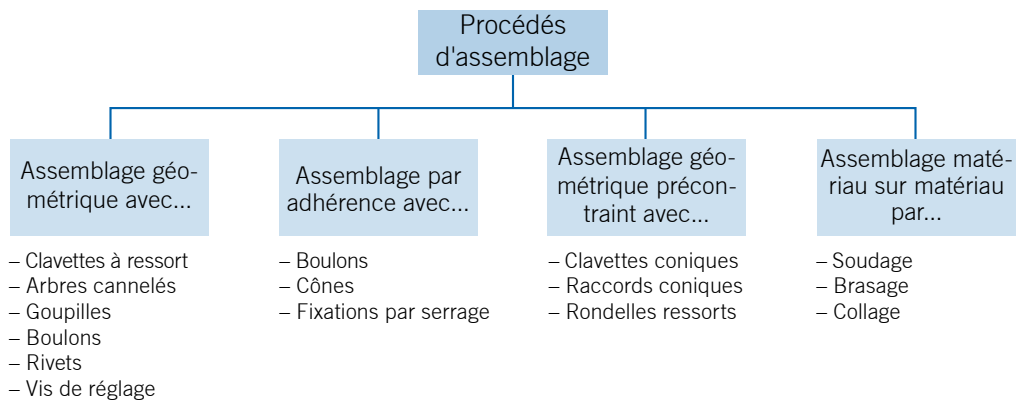 Procédés
d'assemblage
Assemblage géo-
métrique avec...
– Clavettes à ressort
– Arbres cannelés
– Goupilles
– Boulons
– Rivets
– Vis de réglage
Assemblage par
adhérence avec...
– Boulons
– Cônes
– Fixations par serrage
Assemblage géo-
métrique précon-
traint avec...
– Clavettes coniques
– Raccords coniques
– Rondelles ressorts
Assemblage maté-
riau sur matériau
par...
– Soudage
– Brasage
– Collage